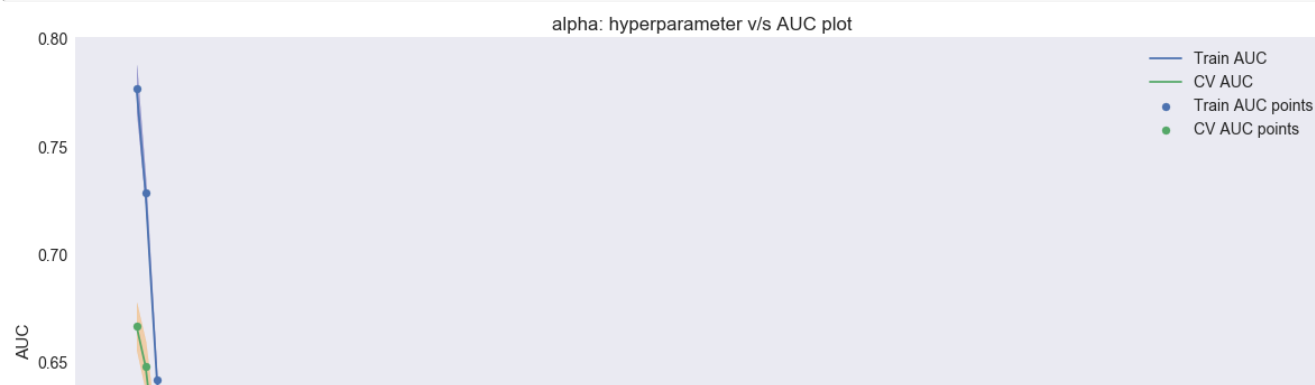 alpha: hyperparameter v/s AUC plot
0.80
Train AUC
CV AUC
Train AUC points
CV AUC points
0.75
0.70
AUC
0.65